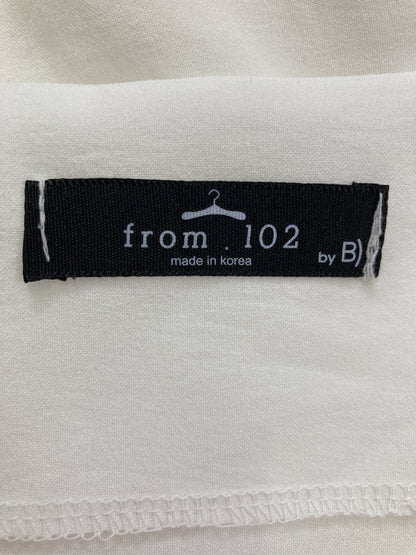 from . 102
made in korea
by B)